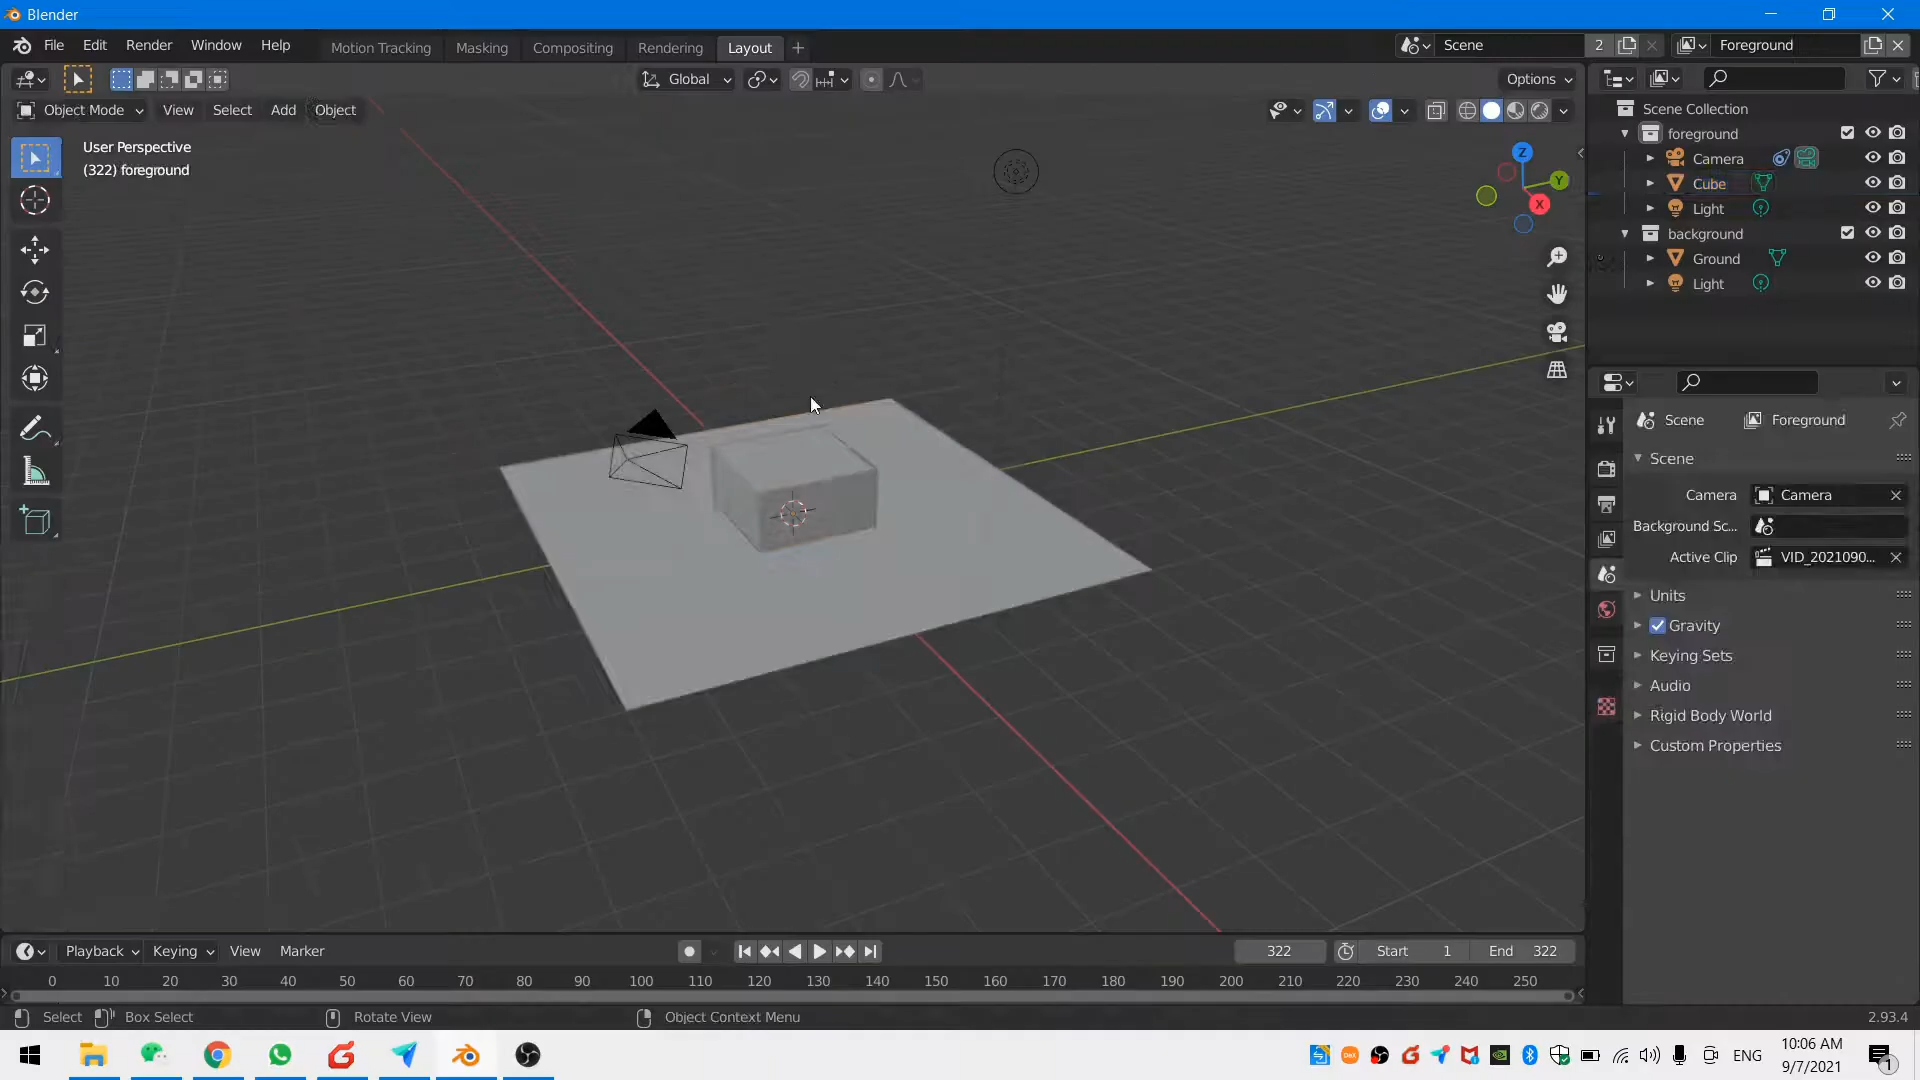 Blender
File Edit Render Window Help Motion Tracking Masking Compositing Rendering Layout + Scene 2 Foreground
Global Options
Object Mode View Select Add Object
User Perspective
(322) foreground
Z
Y
X
Scene Collection
foreground
Camera
Cube
Light
background
Ground
Light
Scene Foreground
Scene
Camera Camera
Background Sc...
Active Clip VID_2021090...
Units
Gravity
Keying Sets
Audio
Rigid Body World
Custom Properties
Playback Keying View Marker 322 Start 1 End 322
0 10 20 30 40 50 60 70 80 90 100 110 120 130 140 150 160 170 180 190 200 210 220 230 240 250
Select Box Select Rotate View Object Context Menu 2.93.4
ENG 10:06 AM
9/7/2021
1